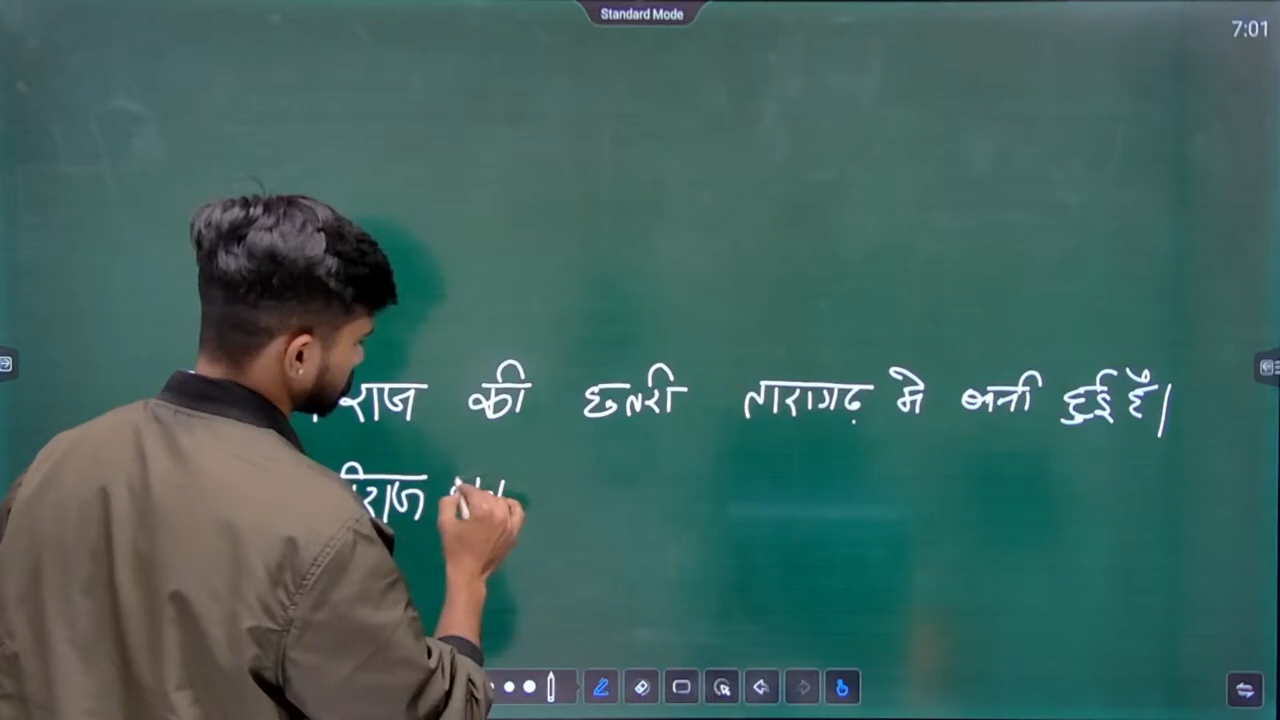 Standard Mode
7:01
राज की छतरी तारागढ़ मे बनी हुई है।
ीराज